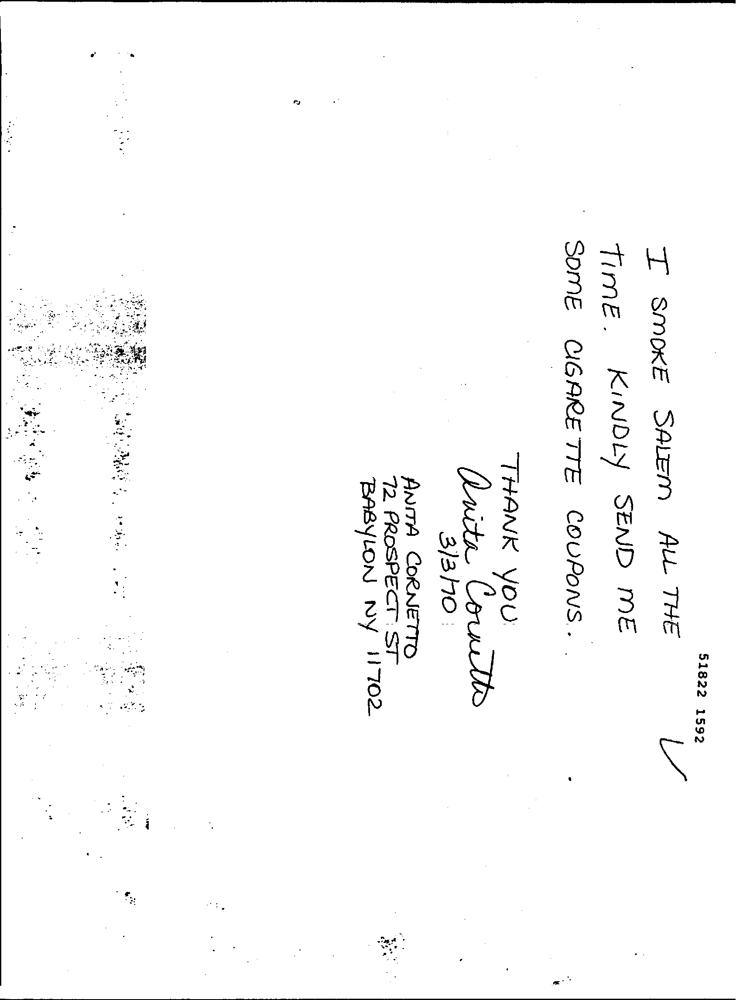 51822 1592
I SMOKE SALEM ALL THE
TIME. KINDLY SEND ME
SOME CIGARETTE COUPONS.
THANK YOU
Anita Cornetto
3/3/70
ANITA CORNETTO
72 PROSPECT ST
BABYLON NY 11702